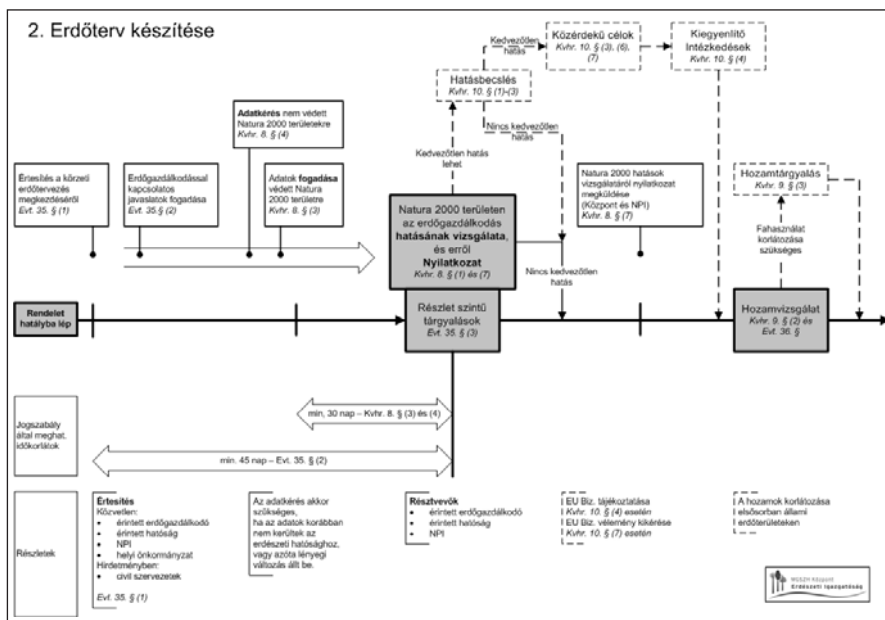 2. Erdőterv készítése
Értesítés a körzeti
erdőtervezés
megkezdéséről
Evt. 35. § (1)
Erdőgazdálkodással
kapcsolatos
javaslatok fogadása
Evt. 35.§ (2)
Adatkérés nem védett
Natura 2000 területekre
Kvhr. 8. § (4)
Adatok fogadása
védett Natura
2000 területre
Kvhr. 8. § (3)
Natura 2000 területen
az erdőgazdálkodás
hatásának vizsgálata,
és erről
Nyilatkozat
Kvhr. 8. § (1) és (7)
Kedvezőtlen hatás
lehet
Hatásbecslés
Kvhr. 10. § (1)-(3)
Kedvezőtlen
hatás
Közérdekű célok
Kvhr. 10. § (3), (6),
(7)
Kiegyenlítő
Intézkedések
Kvhr. 10. § (4)
Nincs kedvezőtlen
hatás
Nincs kedvezőtlen
hatás
Natura 2000 hatások
vizsgálatáról nyilatkozat
megküldése
(Központ és NPI)
Kvhr. 8. § (7)
Hozamtárgyalás
Kvhr. 9. § (3)
Fahasználat
korlátozása
szükséges
Rendelet
hatályba lép
Részlet szintű
tárgyalások
Evt. 35. § (3)
Hozamvizsgálat
Kvhr. 9. § (2) és
Evt. 36. §
Jogszabály
által meghat.
időkorlátok
min, 30 nap – Kvhr. 8. § (3) és (4)
min. 45 nap – Evt. 35. § (2)
Részletek
Értesítés
Közvetlen:
• érintett erdőgazdálkodó
• érintett hatóság
• NPI
• helyi önkormányzat
Hirdetményben:
• civil szervezetek
Evt. 35. § (1)
Az adatkérés akkor
szükséges,
ha az adatok korábban
nem kerültek az
erdészeti hatósághoz,
vagy azóta lényegi
változás állt be.
Résztvevők
• érintett erdőgazdálkodó
• érintett hatóság
• NPI
EU Biz. tájékoztatása
Kvhr. 10. § (4) esetén
EU Biz. vélemény kikérése
Kvhr. 10. § (7) esetén
A hozamok korlátozása
elsősorban állami
erdőterületeken
MGSZH Központ
Erdészeti Igazgatóság